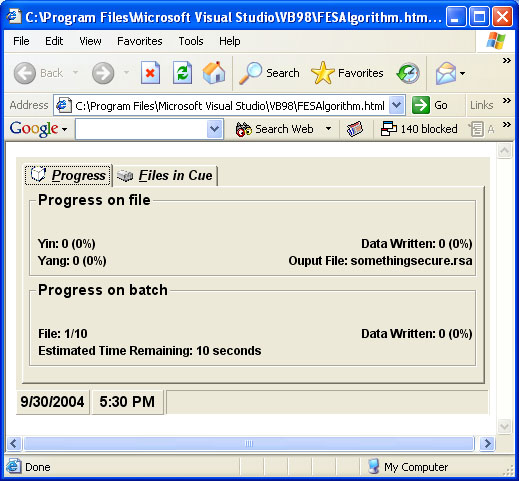 C:\Program Files\Microsoft Visual Studio\VB98\FESAlgorithm.htm...
File Edit View Favorites Tools Help
Back Search Favorites
Address C:\Program Files\Microsoft Visual Studio\VB98\FESAlgorithm.html Go Links
Google Search Web 140 blocked A
Progress Files in Cue
Progress on file
Yin: 0 (0%) Data Written: 0 (0%)
Yang: 0 (0%) Ouput File: somethingsecure.rsa
Progress on batch
File: 1/10 Data Written: 0 (0%)
Estimated Time Remaining: 10 seconds
9/30/2004 5:30 PM
Done My Computer